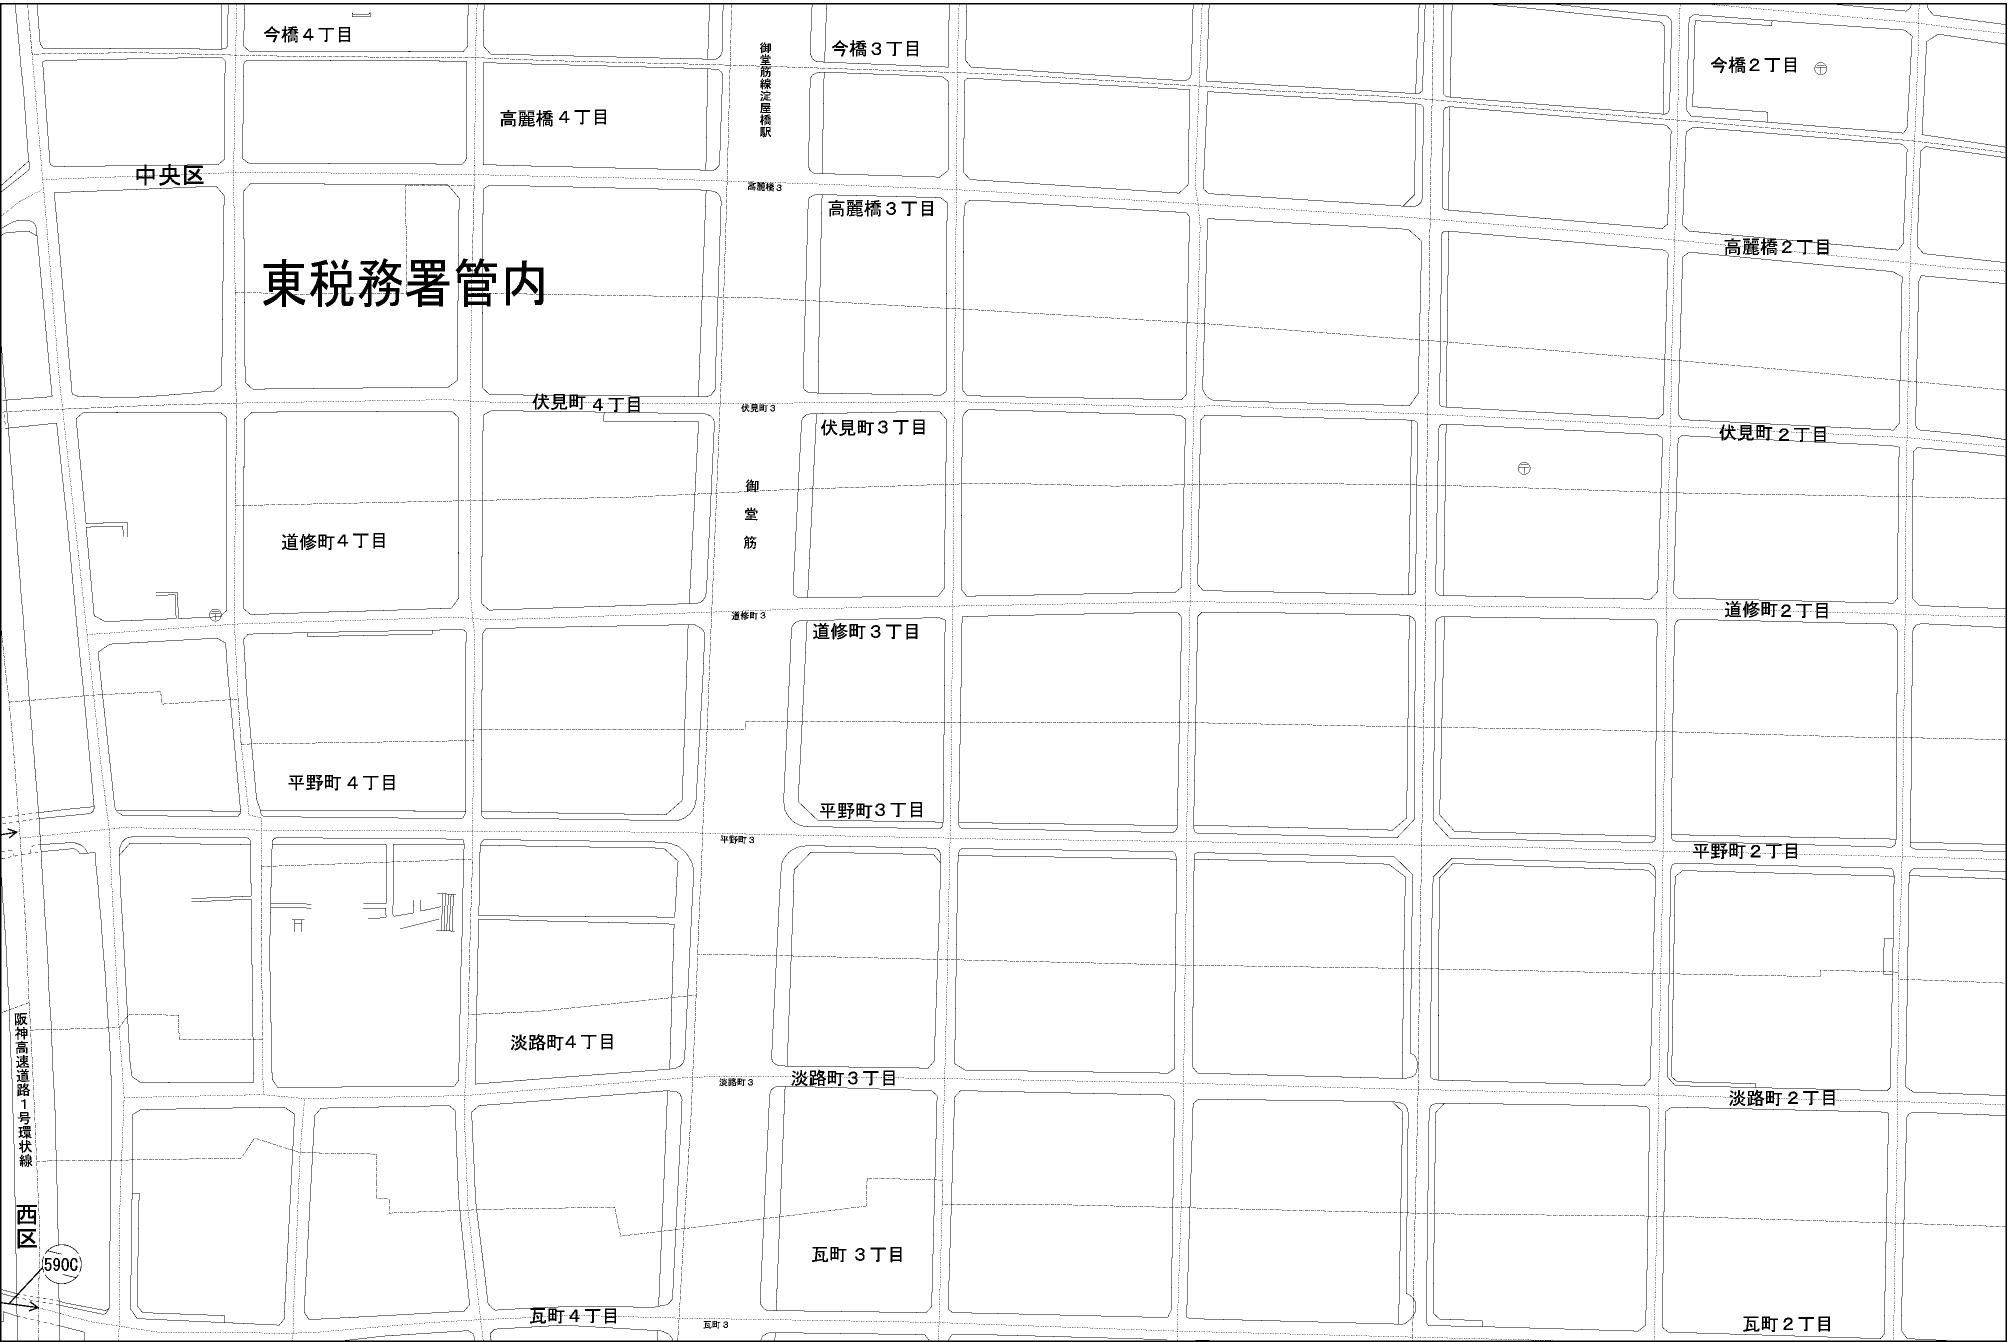 今橋４丁目
今橋３丁目
今橋２丁目
御堂筋線淀屋橋駅
高麗橋４丁目
中央区
高麗橋３
高麗橋３丁目
高麗橋２丁目
東税務署管内
伏見町４丁目
伏見町３
伏見町３丁目
伏見町２丁目
御堂筋
道修町４丁目
道修町３
道修町３丁目
道修町２丁目
平野町４丁目
平野町３丁目
平野町３
平野町２丁目
淡路町４丁目
淡路町３
淡路町３丁目
淡路町２丁目
阪神高速道路１号環状線
西区
590C
瓦町３丁目
瓦町４丁目
瓦町３
瓦町２丁目